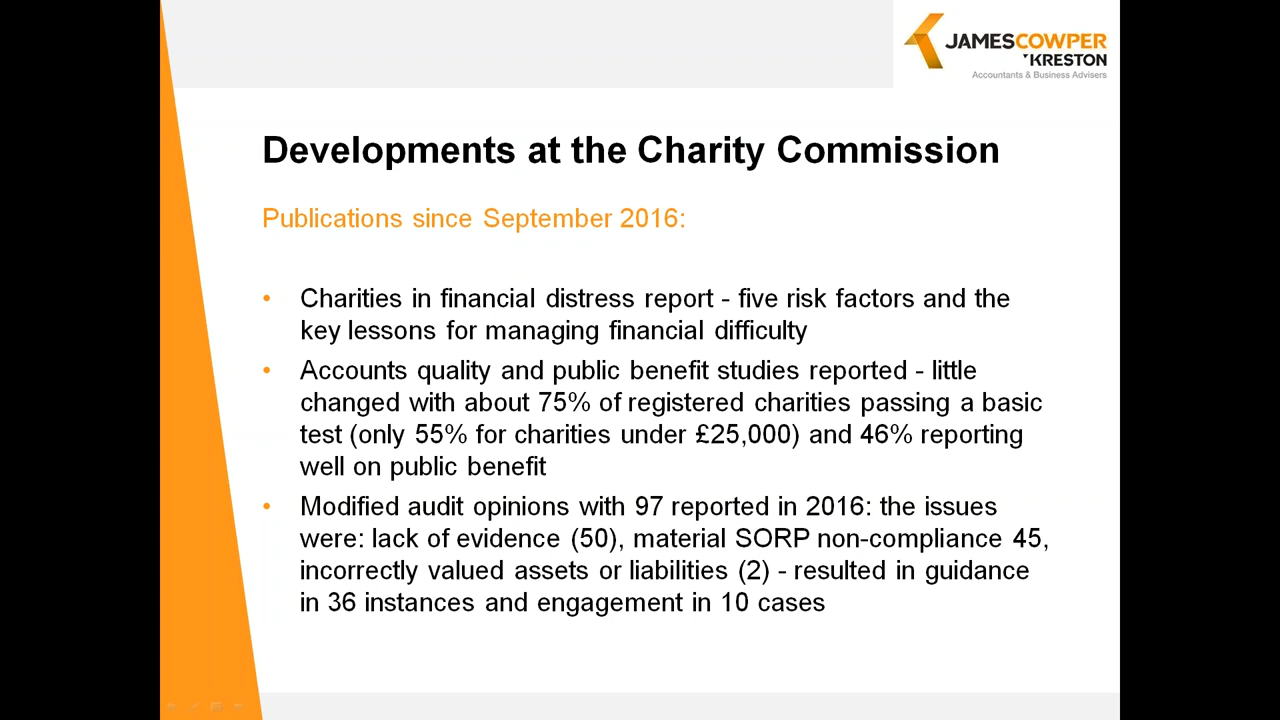 JAMESCOWPER
KRESTON
Accountants & Business Advisers
Developments at the Charity Commission
Publications since September 2016:
• Charities in financial distress report - five risk factors and the
key lessons for managing financial difficulty
• Accounts quality and public benefit studies reported - little
changed with about 75% of registered charities passing a basic
test (only 55% for charities under £25,000) and 46% reporting
well on public benefit
• Modified audit opinions with 97 reported in 2016: the issues
were: lack of evidence (50), material SORP non-compliance 45,
incorrectly valued assets or liabilities (2) - resulted in guidance
in 36 instances and engagement in 10 cases